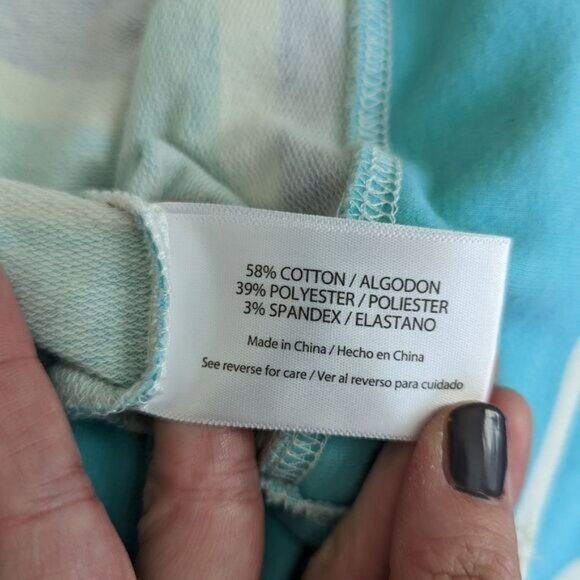 58% COTTON / ALGODON
39% POLYESTER / POLIESTER
3% SPANDEX / ELASTANO
Made in China / Hecho en China
See reverse for care / Ver al reverso para cuidado